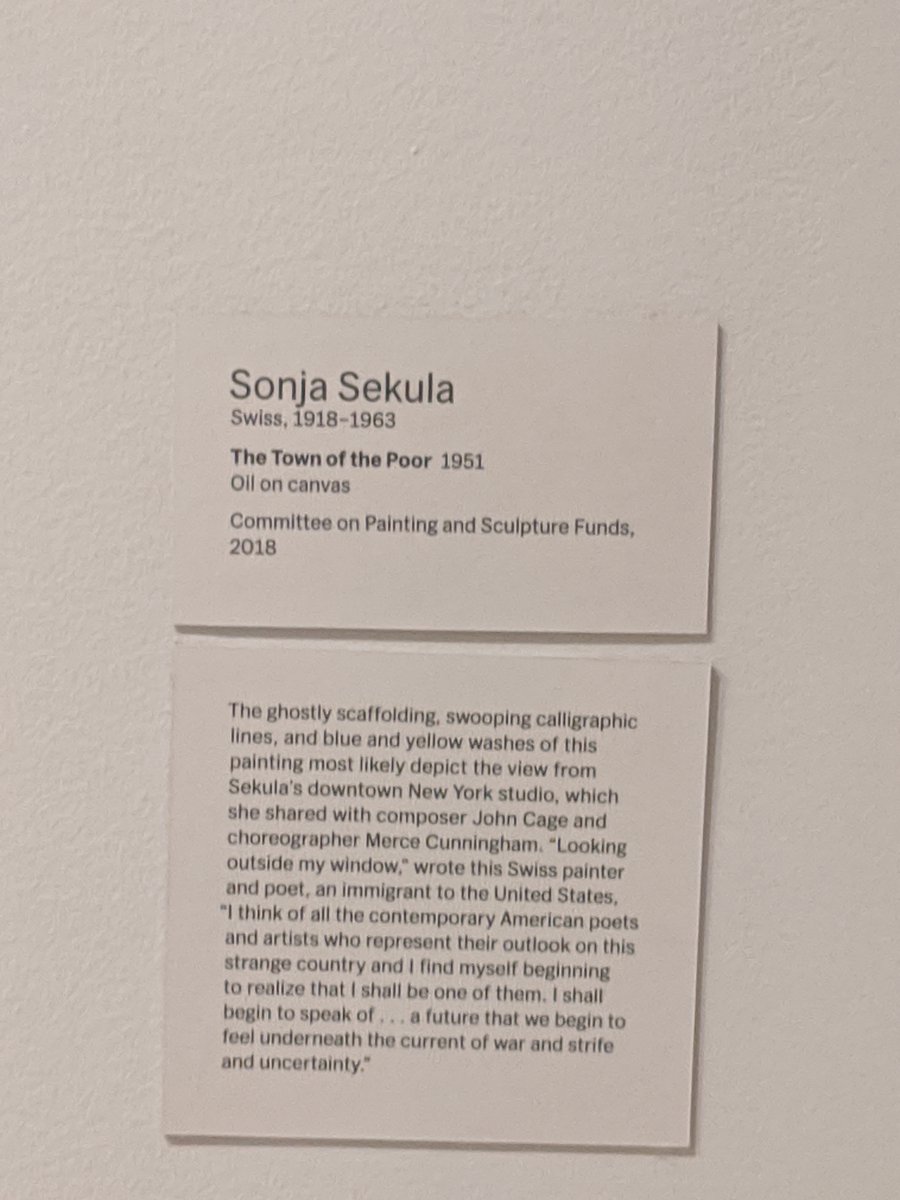 Sonja Sekula
Swiss, 1918–1963
The Town of the Poor 1951
Oil on canvas
Committee on Painting and Sculpture Funds,
2018
The ghostly scaffolding, swooping calligraphic
lines, and blue and yellow washes of this
painting most likely depict the view from
Sekula’s downtown New York studio, which
she shared with composer John Cage and
choreographer Merce Cunningham. “Looking
outside my window,” wrote this Swiss painter
and poet, an immigrant to the United States,
“I think of all the contemporary American poets
and artists who represent their outlook on this
strange country and I find myself beginning
to realize that I shall be one of them. I shall
begin to speak of . . . a future that we begin to
feel underneath the current of war and strife
and uncertainty.”